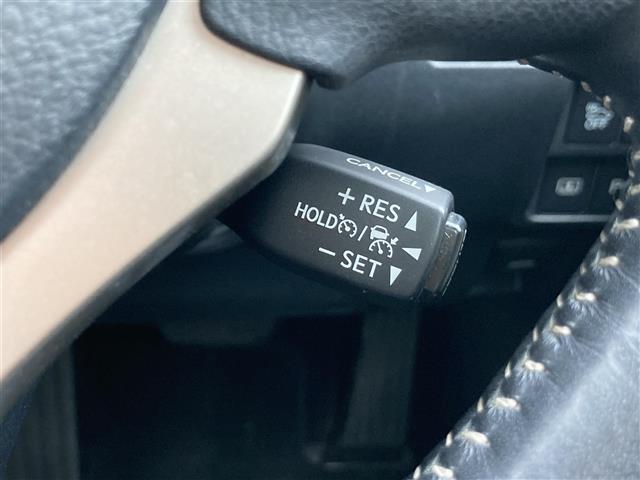 CANCEL▼
+ RES ▲
HOLD / ◀
− SET ▼